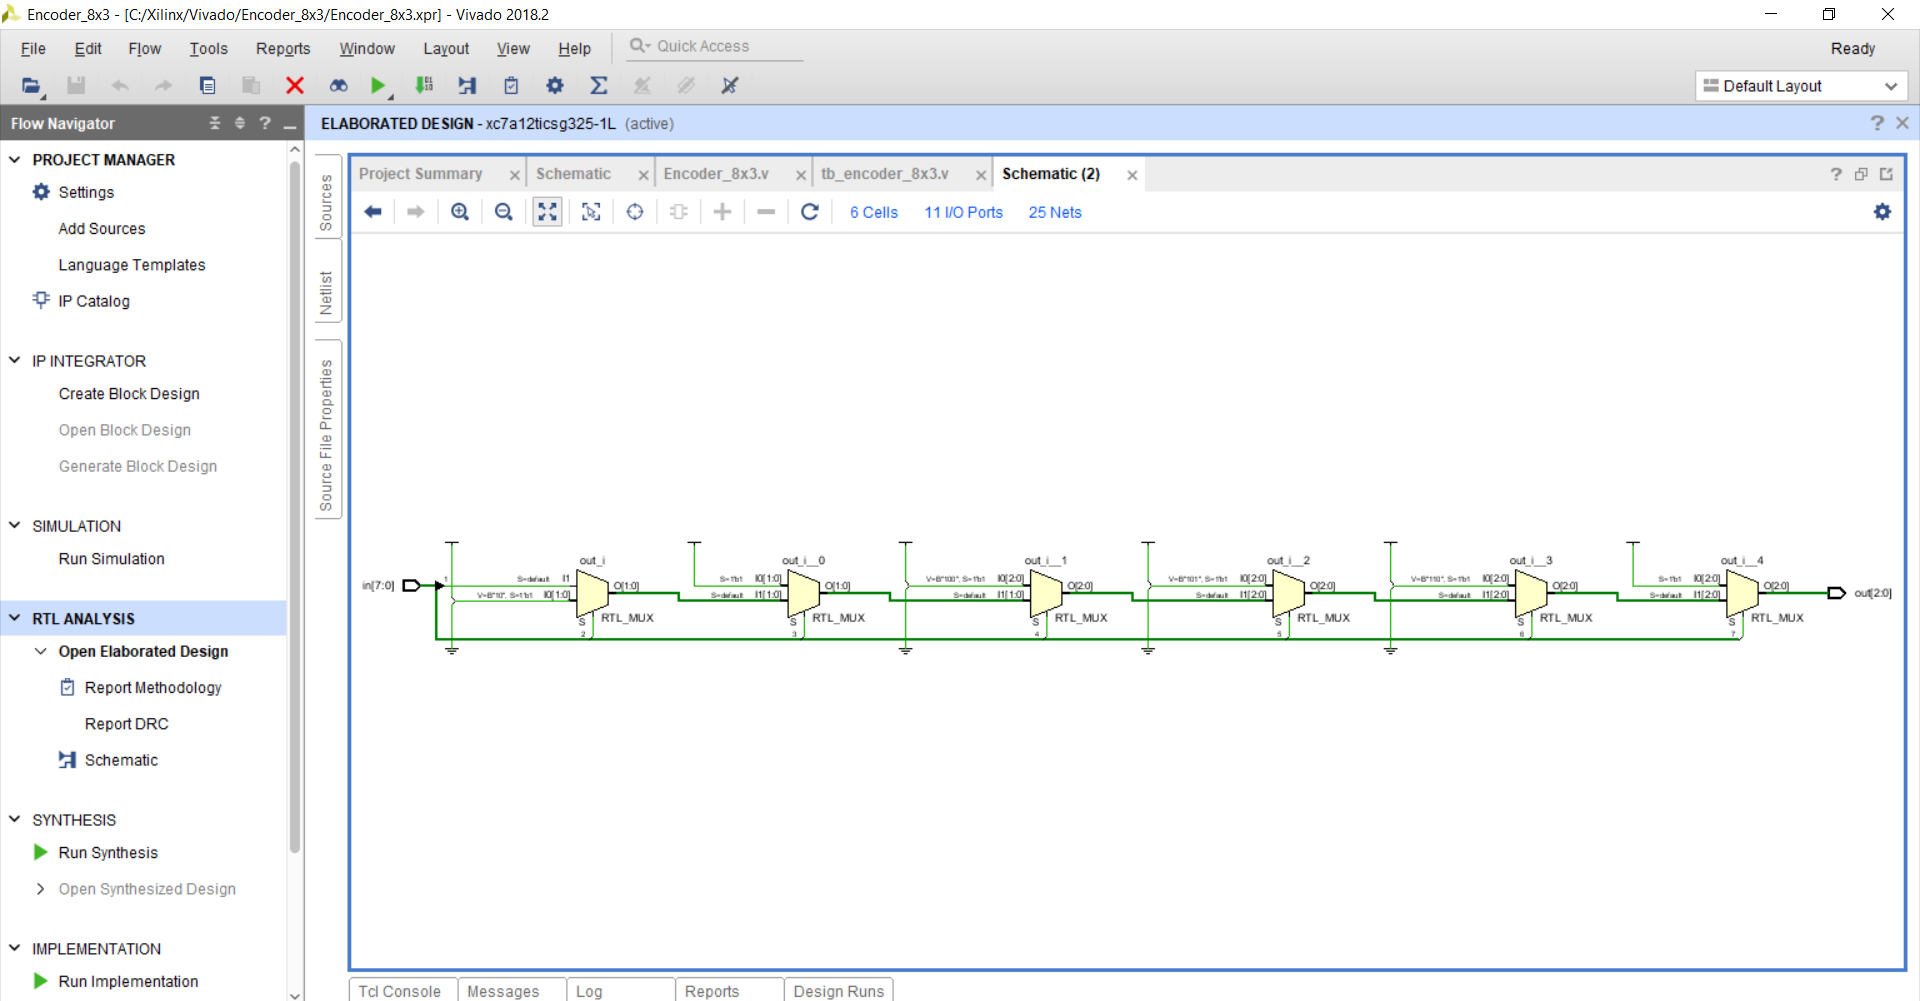 Encoder_8x3 - [C:/Xilinx/Vivado/Encoder_8x3/Encoder_8x3.xpr] - Vivado 2018.2
File Edit Flow Tools Reports Window Layout View Help Quick Access Ready
Default Layout
Flow Navigator
ELABORATED DESIGN - xc7a12ticsg325-1L (active)
PROJECT MANAGER
Settings
Add Sources
Language Templates
IP Catalog
IP INTEGRATOR
Create Block Design
Open Block Design
Generate Block Design
SIMULATION
Run Simulation
RTL ANALYSIS
Open Elaborated Design
Report Methodology
Report DRC
Schematic
SYNTHESIS
Run Synthesis
Open Synthesized Design
IMPLEMENTATION
Run Implementation
Sources
Netlist
Source File Properties
Project Summary Schematic Encoder_8x3.v tb_encoder_8x3.v Schematic (2)
6 Cells 11 I/O Ports 25 Nets
out_i out_i__0 out_i__1 out_i__2 out_i__3 out_i__4
in[7:0] 1 S=default I1 O[1:0] S=1'b1 I0[1:0] O[1:0] V=B"100", S=1'b1 I0[2:0] O[2:0] V=B"101", S=1'b1 I0[2:0] O[2:0] V=B"110", S=1'b1 I0[2:0] O[2:0] S=1'b1 I0[2:0] O[2:0] out[2:0]
V=B"10", S=1'b1 I0[1:0] S=default I1[1:0] S=default I1[2:0] S=default I1[2:0] S=default I1[2:0] S=default I1[2:0]
S RTL_MUX S RTL_MUX S RTL_MUX S RTL_MUX S RTL_MUX S RTL_MUX
2 3 4 5 6 7
Tcl Console Messages Log Reports Design Runs